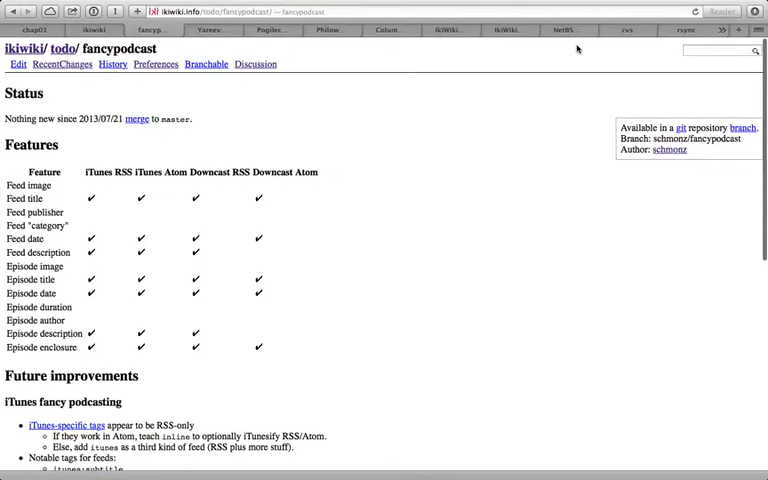 ikiwiki.info/todo/fancypodcast/ — fancypodcast
Reader
chap01 ikiwiki fancyp... Yareev... Pogilec... Philow... Colum... IkiWiki... IkiWiki... NetBS... cvs rsync
ikiwiki/ todo/ fancypodcast
Edit RecentChanges History Preferences Branchable Discussion
Status
Nothing new since 2013/07/21 merge to master.
Available in a git repository branch.
Branch: schmonz/fancypodcast
Author: schmonz
Features
Feature iTunes RSS iTunes Atom Downcast RSS Downcast Atom
Feed image
Feed title ✔ ✔ ✔ ✔
Feed publisher
Feed "category"
Feed date ✔ ✔ ✔ ✔
Feed description ✔ ✔ ✔
Episode image
Episode title ✔ ✔ ✔ ✔
Episode date ✔ ✔ ✔ ✔
Episode duration
Episode author
Episode description ✔ ✔ ✔
Episode enclosure ✔ ✔ ✔ ✔
Future improvements
iTunes fancy podcasting
iTunes-specific tags appear to be RSS-only
If they work in Atom, teach inline to optionally iTunesify RSS/Atom.
Else, add itunes as a third kind of feed (RSS plus more stuff).
Notable tags for feeds:
itunes:subtitle